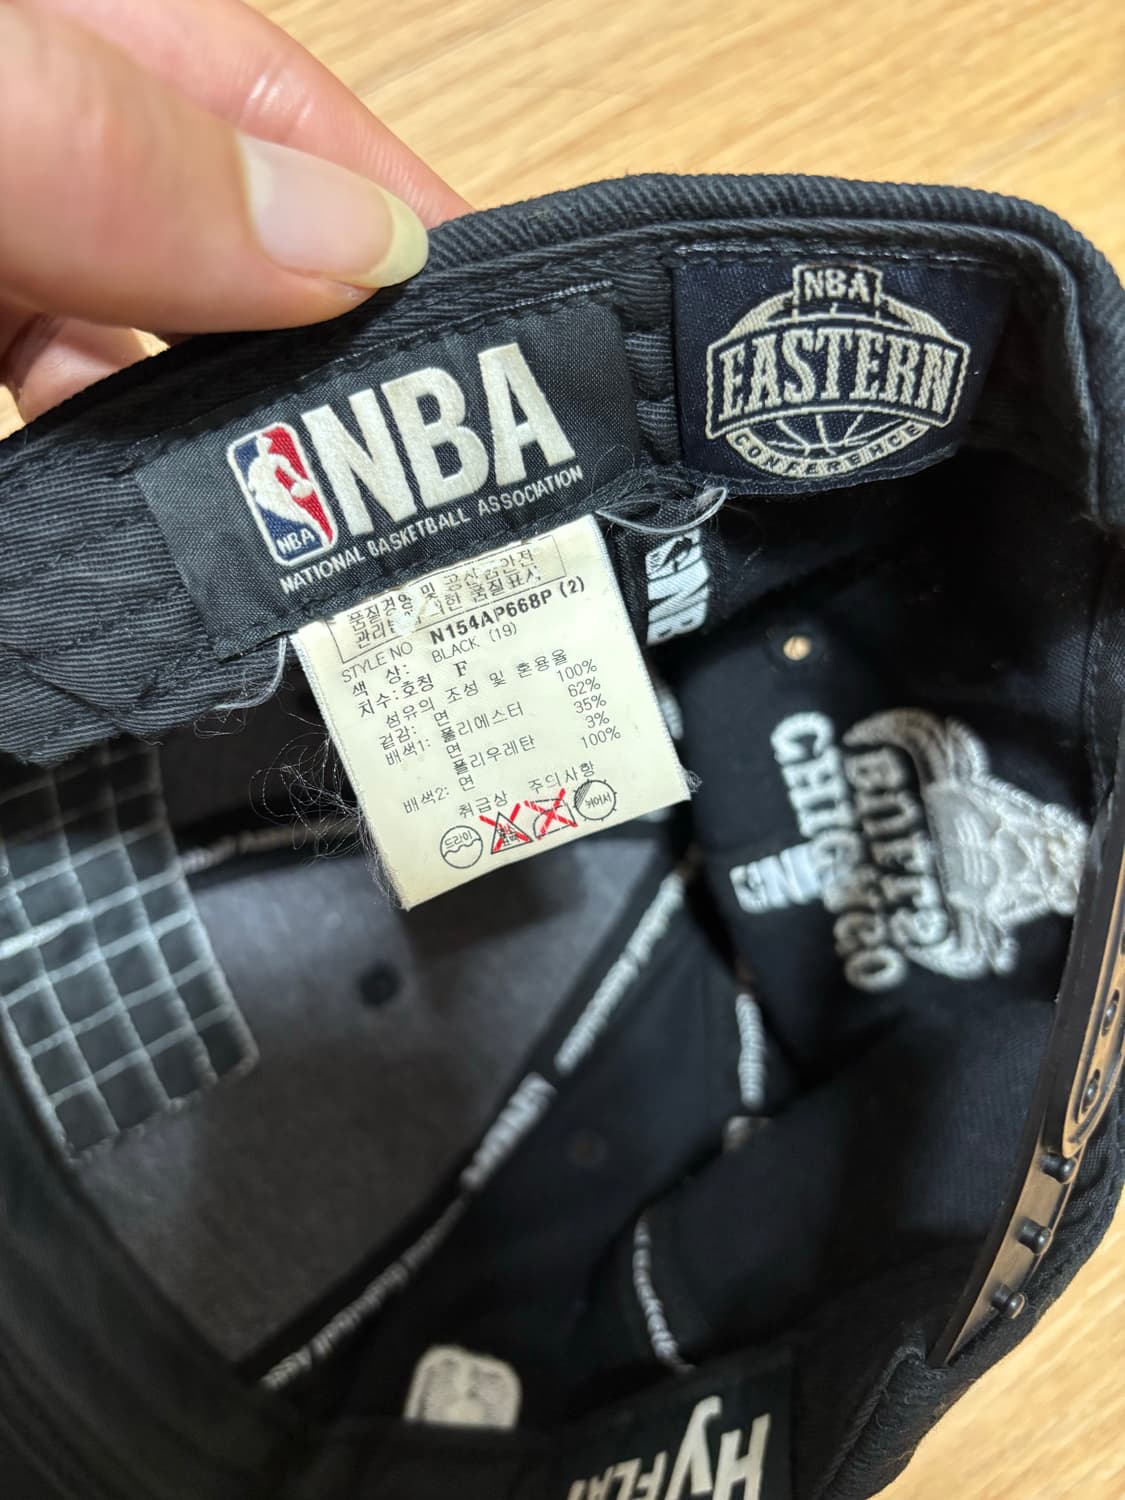 NBA
EASTERN
CONFERENCE
NBA
NBA
NATIONAL BASKETBALL ASSOCIATION
품질경영 및 공산품안전
관리 한 품질표시
STYLE NO N154AP668P (2)
색 상: BLACK (19)
치수:호칭 F
섬유의 조성 및 혼용율
겉감: 면 100%
배색1: 폴리에스터 62%
면 35%
폴리우레탄 3%
배색2: 면 100%
취급상 주의사항
드라이
NB
CHICAGO
BULLS
Hy
FLAT